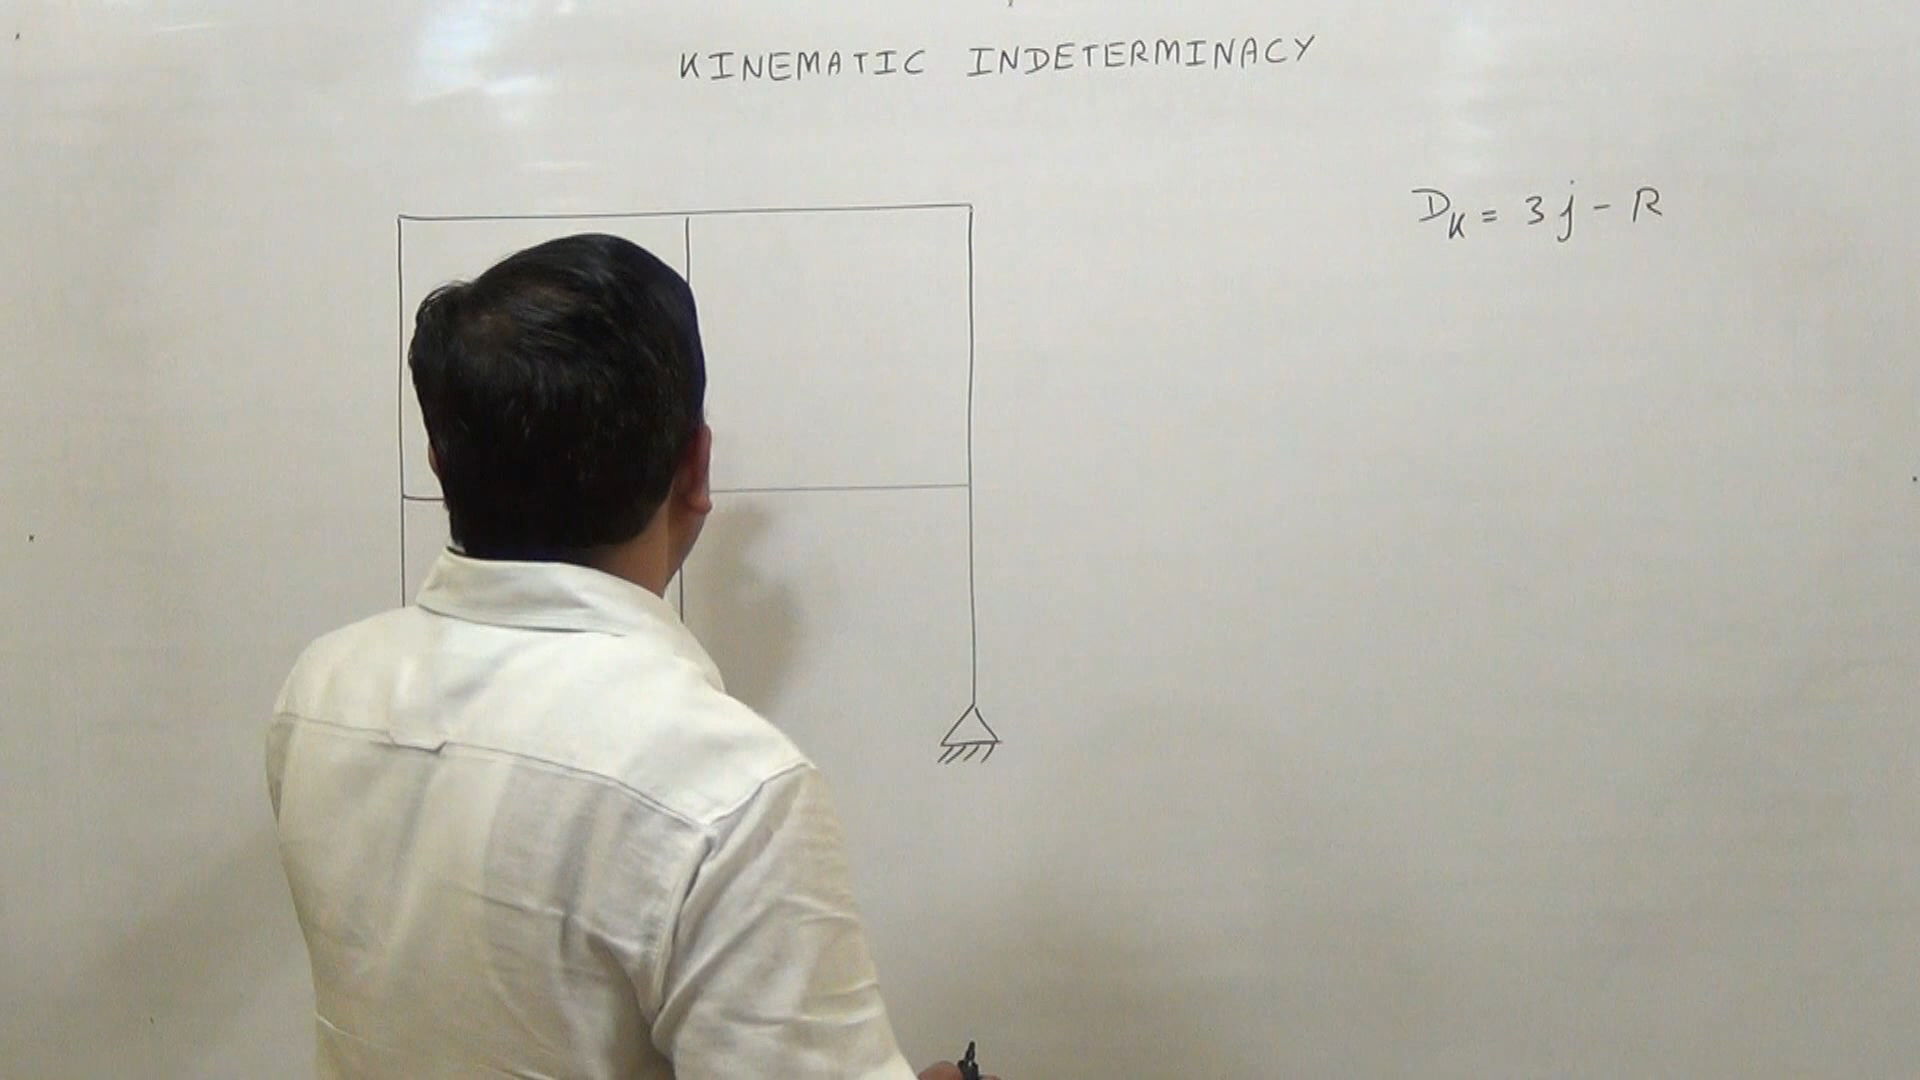 KINEMATIC INDETERMINACY
D_K = 3j - R